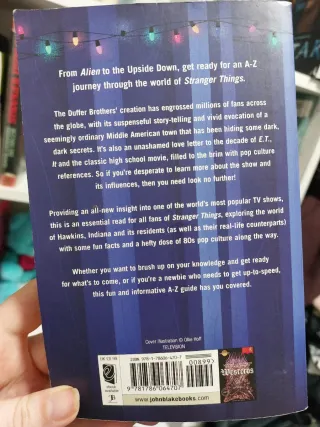 From Alien to the Upside Down, get ready for an A-Z
journey through the world of Stranger Things.
The Duffer Brothers' creation has engrossed millions of fans across
the globe, with its suspenseful story-telling and vivid evocation of a
seemingly ordinary Middle American town that has been hiding some dark,
dark secrets. It's also an unashamed love letter to the decade of E.T.,
It and the classic high school movie, filled to the brim with pop culture
references. So if you're desperate to learn more about the show and
its influences, then you need look no further!
Providing an all-new insight into one of the world's most popular TV shows,
this is an essential read for all fans of Stranger Things, exploring the world
of Hawkins, Indiana and its residents (as well as their real-life counterparts)
with some fun facts and a hefty dose of 80s pop culture along the way.
Whether you want to brush up on your knowledge and get ready
for what's to come, or if you're a newbie who needs to get up-to-speed,
this fun and informative A-Z guide has you covered.
Cover illustration © Ollie Hoff
TELEVISION
UK £8.99
00899
9 781786 064707
www.johnblakebooks.com
Westeros